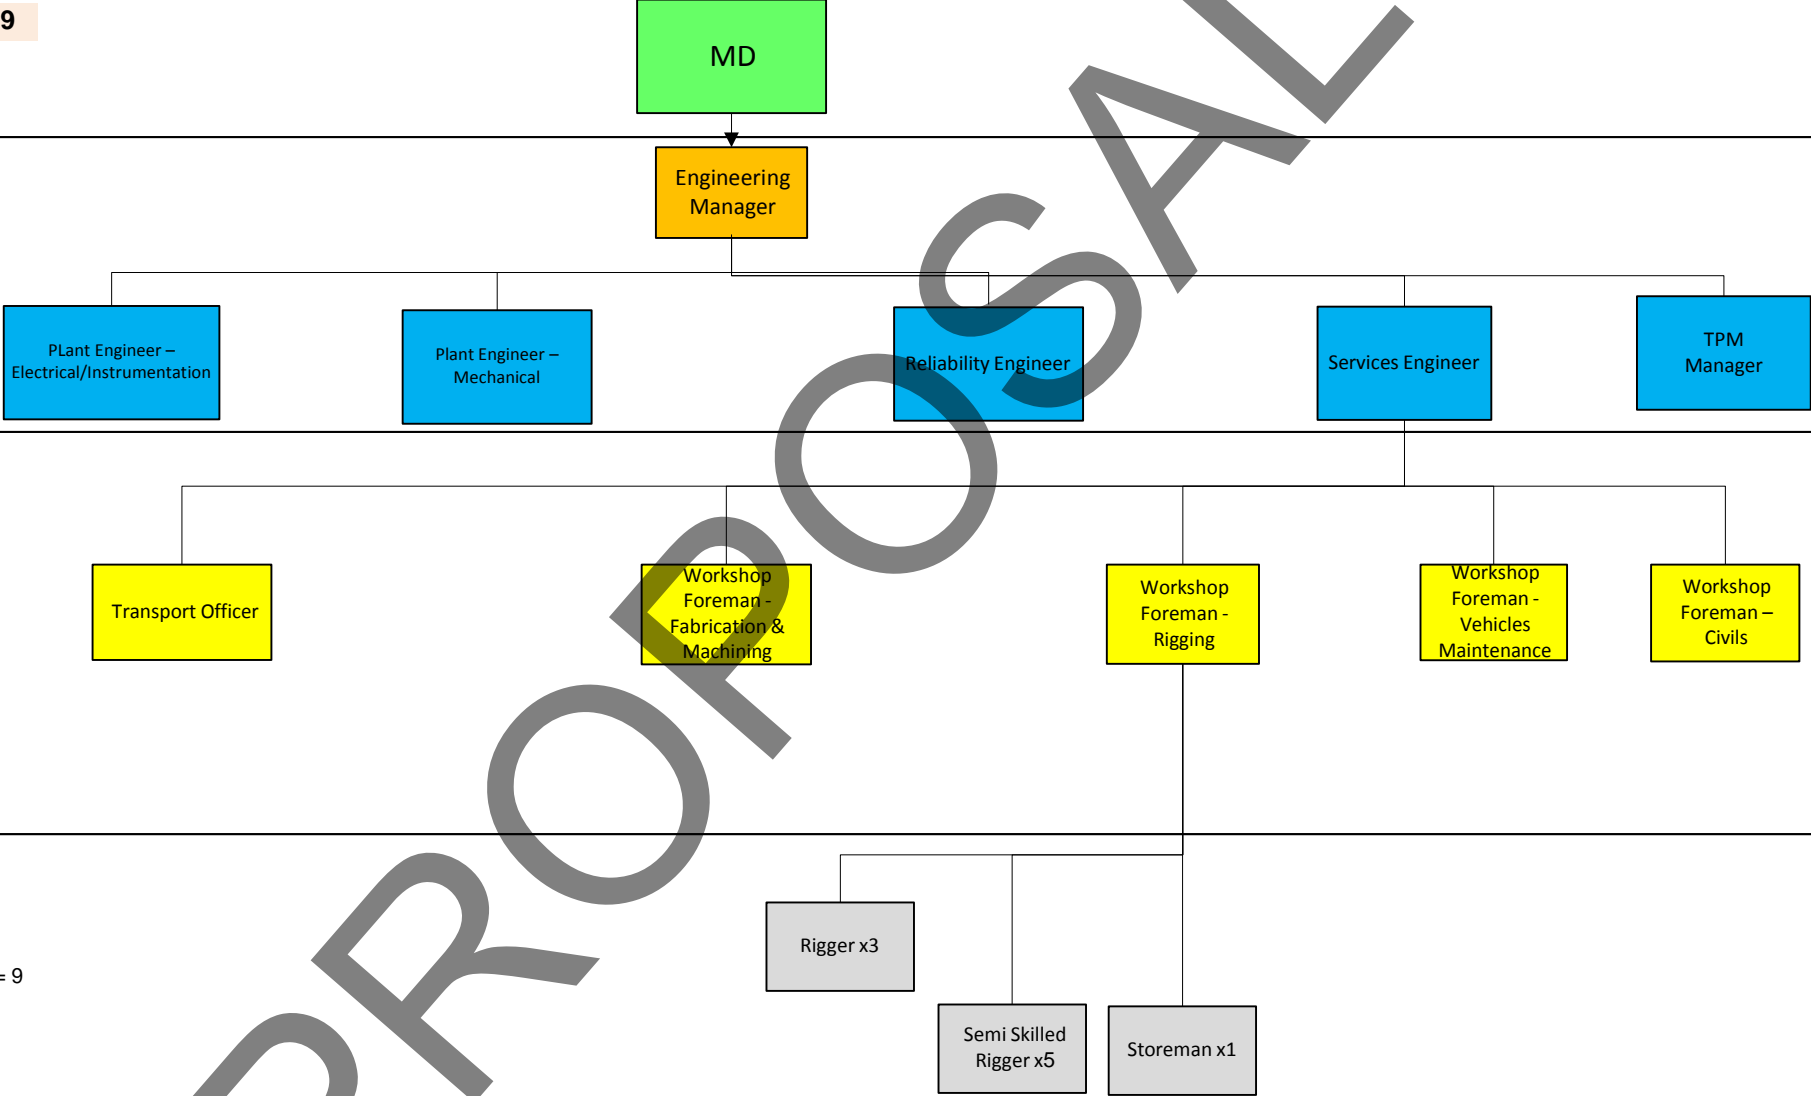 9
MD
Engineering
Manager
PLant Engineer –
Electrical/Instrumentation
Plant Engineer –
Mechanical
Reliability Engineer
Services Engineer
TPM
Manager
Transport Officer
Workshop
Foreman -
Fabrication &
Machining
Workshop
Foreman -
Rigging
Workshop
Foreman -
Vehicles
Maintenance
Workshop
Foreman –
Civils
Rigger x3
= 9
Semi Skilled
Rigger x5
Storeman x1
PROPOSAL